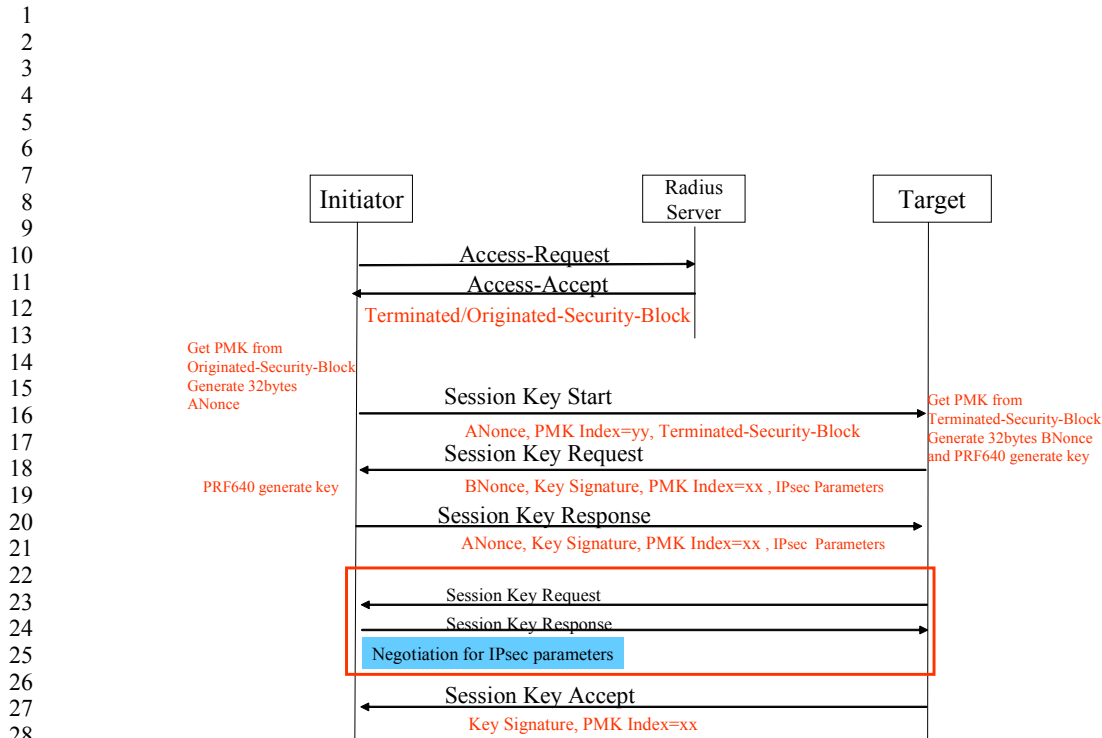 1
2
3
4
5
6
7
8
9
10
11
12
13
14
15
16
17
18
19
20
21
22
23
24
25
26
27
28
Initiator
Radius
Server
Target
Access-Request
Access-Accept
Terminated/Originated-Security-Block
Get PMK from
Originated-Security-Block
Generate 32bytes
ANonce
Session Key Start
ANonce, PMK Index=yy, Terminated-Security-Block
Get PMK from
Terminated-Security-Block
Generate 32bytes BNonce
and PRF640 generate key
Session Key Request
BNonce, Key Signature, PMK Index=xx , IPsec Parameters
PRF640 generate key
Session Key Response
ANonce, Key Signature, PMK Index=xx , IPsec Parameters
Session Key Request
Session Key Response
Negotiation for IPsec parameters
Session Key Accept
Key Signature, PMK Index=xx